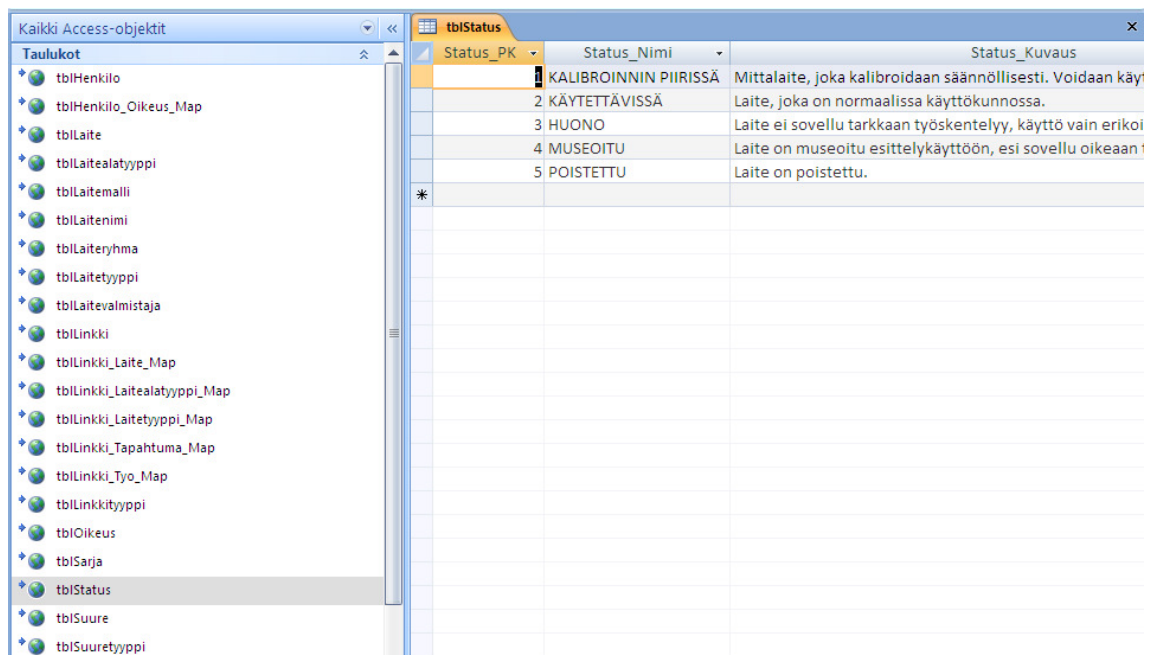 Kaikki Access-objektit
Taulukot
tblHenkilo
tblHenkilo_Oikeus_Map
tblLaite
tblLaitealatyyppi
tblLaitemalli
tblLaitenimi
tblLaiteryhma
tblLaitetyyppi
tblLaitevalmistaja
tblLinkki
tblLinkki_Laite_Map
tblLinkki_Laitealatyyppi_Map
tblLinkki_Laitetyyppi_Map
tblLinkki_Tapahtuma_Map
tblLinkki_Tyo_Map
tblLinkkityyppi
tblOikeus
tblSarja
tblStatus
tblSuure
tblSuuretyyppi
tblStatus
Status_PK Status_Nimi Status_Kuvaus
1 KALIBROINNIN PIIRISSÄ Mittalaite, joka kalibroidaan säännöllisesti. Voidaan käyt
2 KÄYTETTÄVISSÄ Laite, joka on normaalissa käyttökunnossa.
3 HUONO Laite ei sovellu tarkkaan työskentelyy, käyttö vain erikoi
4 MUSEOITU Laite on museoitu esittelykäyttöön, esi sovellu oikeaan t
5 POISTETTU Laite on poistettu.